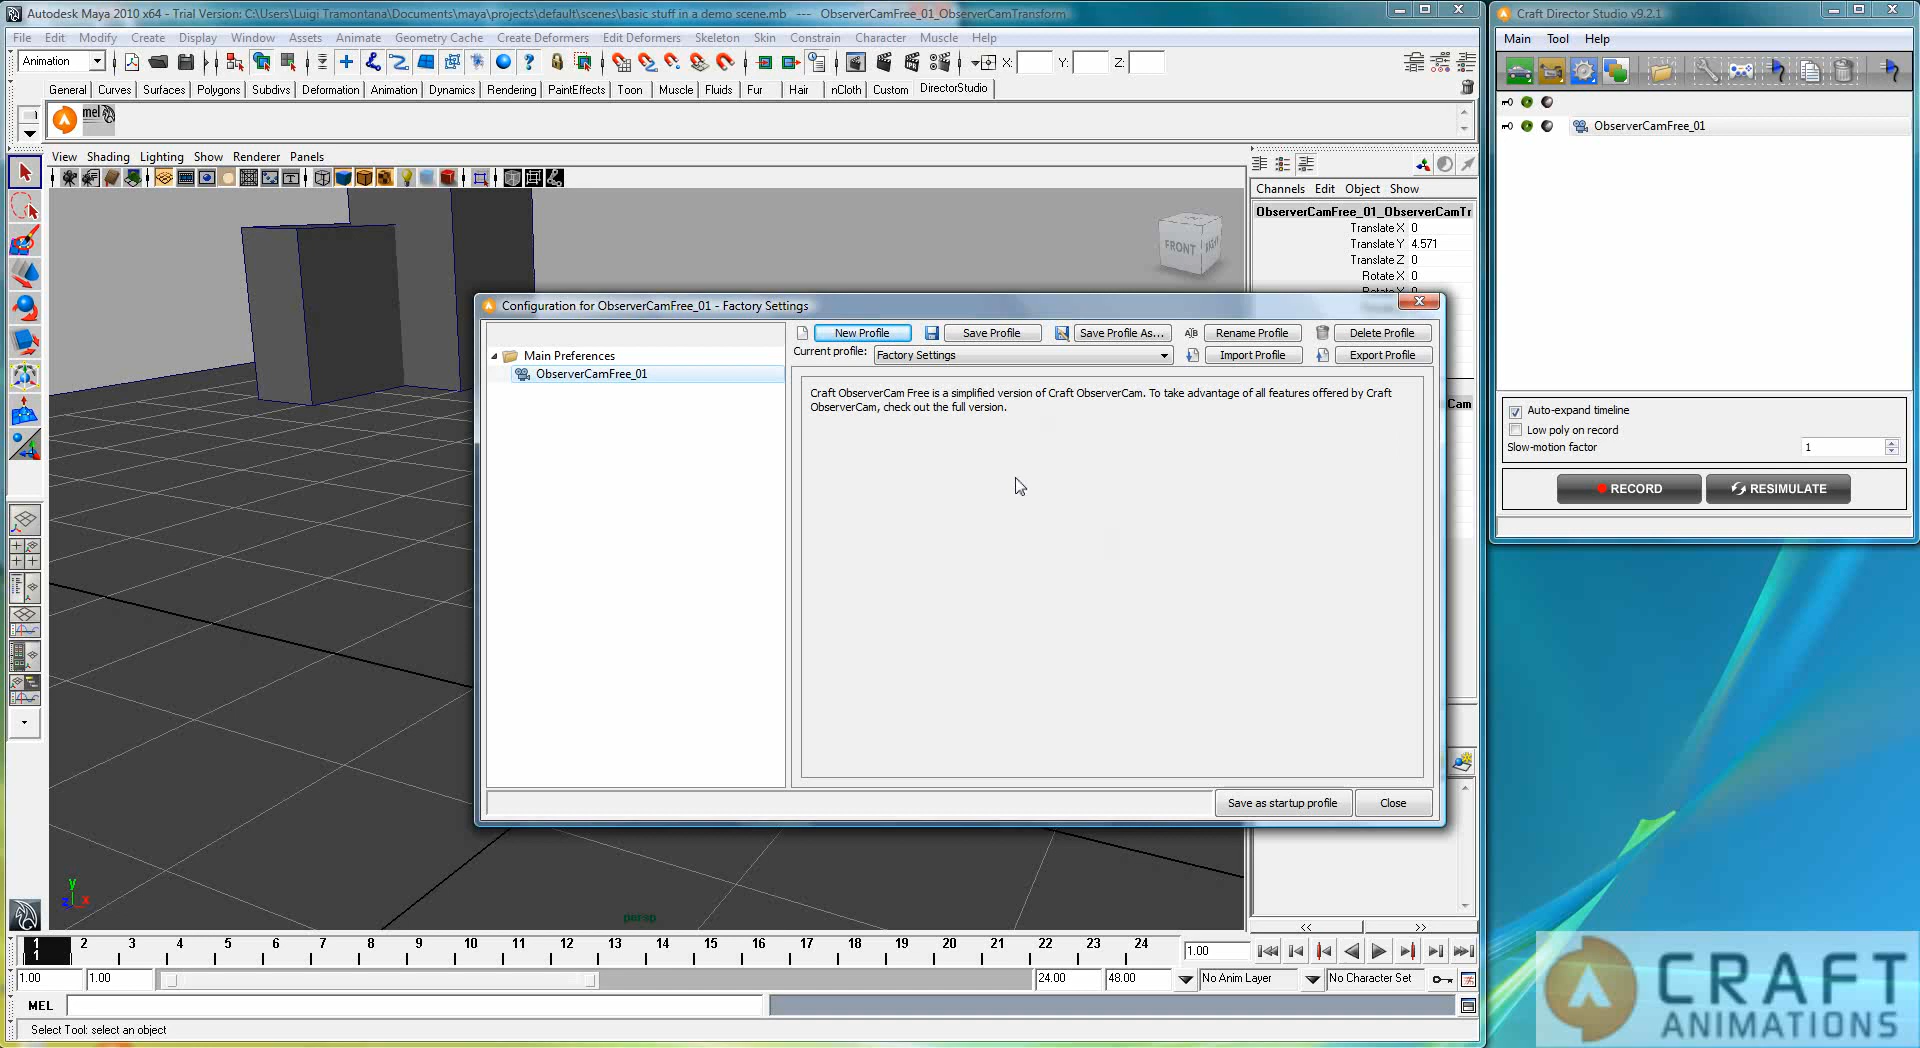 Autodesk Maya 2010 x64 - Trial Version: C:\Users\Luigi Tramontana\Documents\maya\projects\default\scenes\basic stuff in a demo scene.mb --- ObserverCamFree_01_ObserverCamTransform
File Edit Modify Create Display Window Assets Animate Geometry Cache Create Deformers Edit Deformers Skeleton Skin Constrain Character Muscle Help
Animation
X: Y: Z:
General Curves Surfaces Polygons Subdivs Deformation Animation Dynamics Rendering PaintEffects Toon Muscle Fluids Fur Hair nCloth Custom DirectorStudio
mel
View Shading Lighting Show Renderer Panels
FRONT RIGHT
Channels Edit Object Show
ObserverCamFree_01_ObserverCamTr
Translate X 0
Translate Y 4.571
Translate Z 0
Rotate X 0
Rotate Y 0
Cam
Configuration for ObserverCamFree_01 - Factory Settings
Main Preferences
ObserverCamFree_01
New Profile Save Profile Save Profile As... Rename Profile Delete Profile
Current profile: Factory Settings Import Profile Export Profile
Craft ObserverCam Free is a simplified version of Craft ObserverCam. To take advantage of all features offered by Craft
ObserverCam, check out the full version.
Save as startup profile Close
y
z x
persp
1 2 3 4 5 6 7 8 9 10 11 12 13 14 15 16 17 18 19 20 21 22 23 24
1
1.00
1.00 1.00 24.00 48.00 No Anim Layer No Character Set
MEL
Select Tool: select an object
Craft Director Studio v9.2.1
Main Tool Help
ObserverCamFree_01
Auto-expand timeline
Low poly on record
Slow-motion factor 1
RECORD RESIMULATE
CRAFT
ANIMATIONS